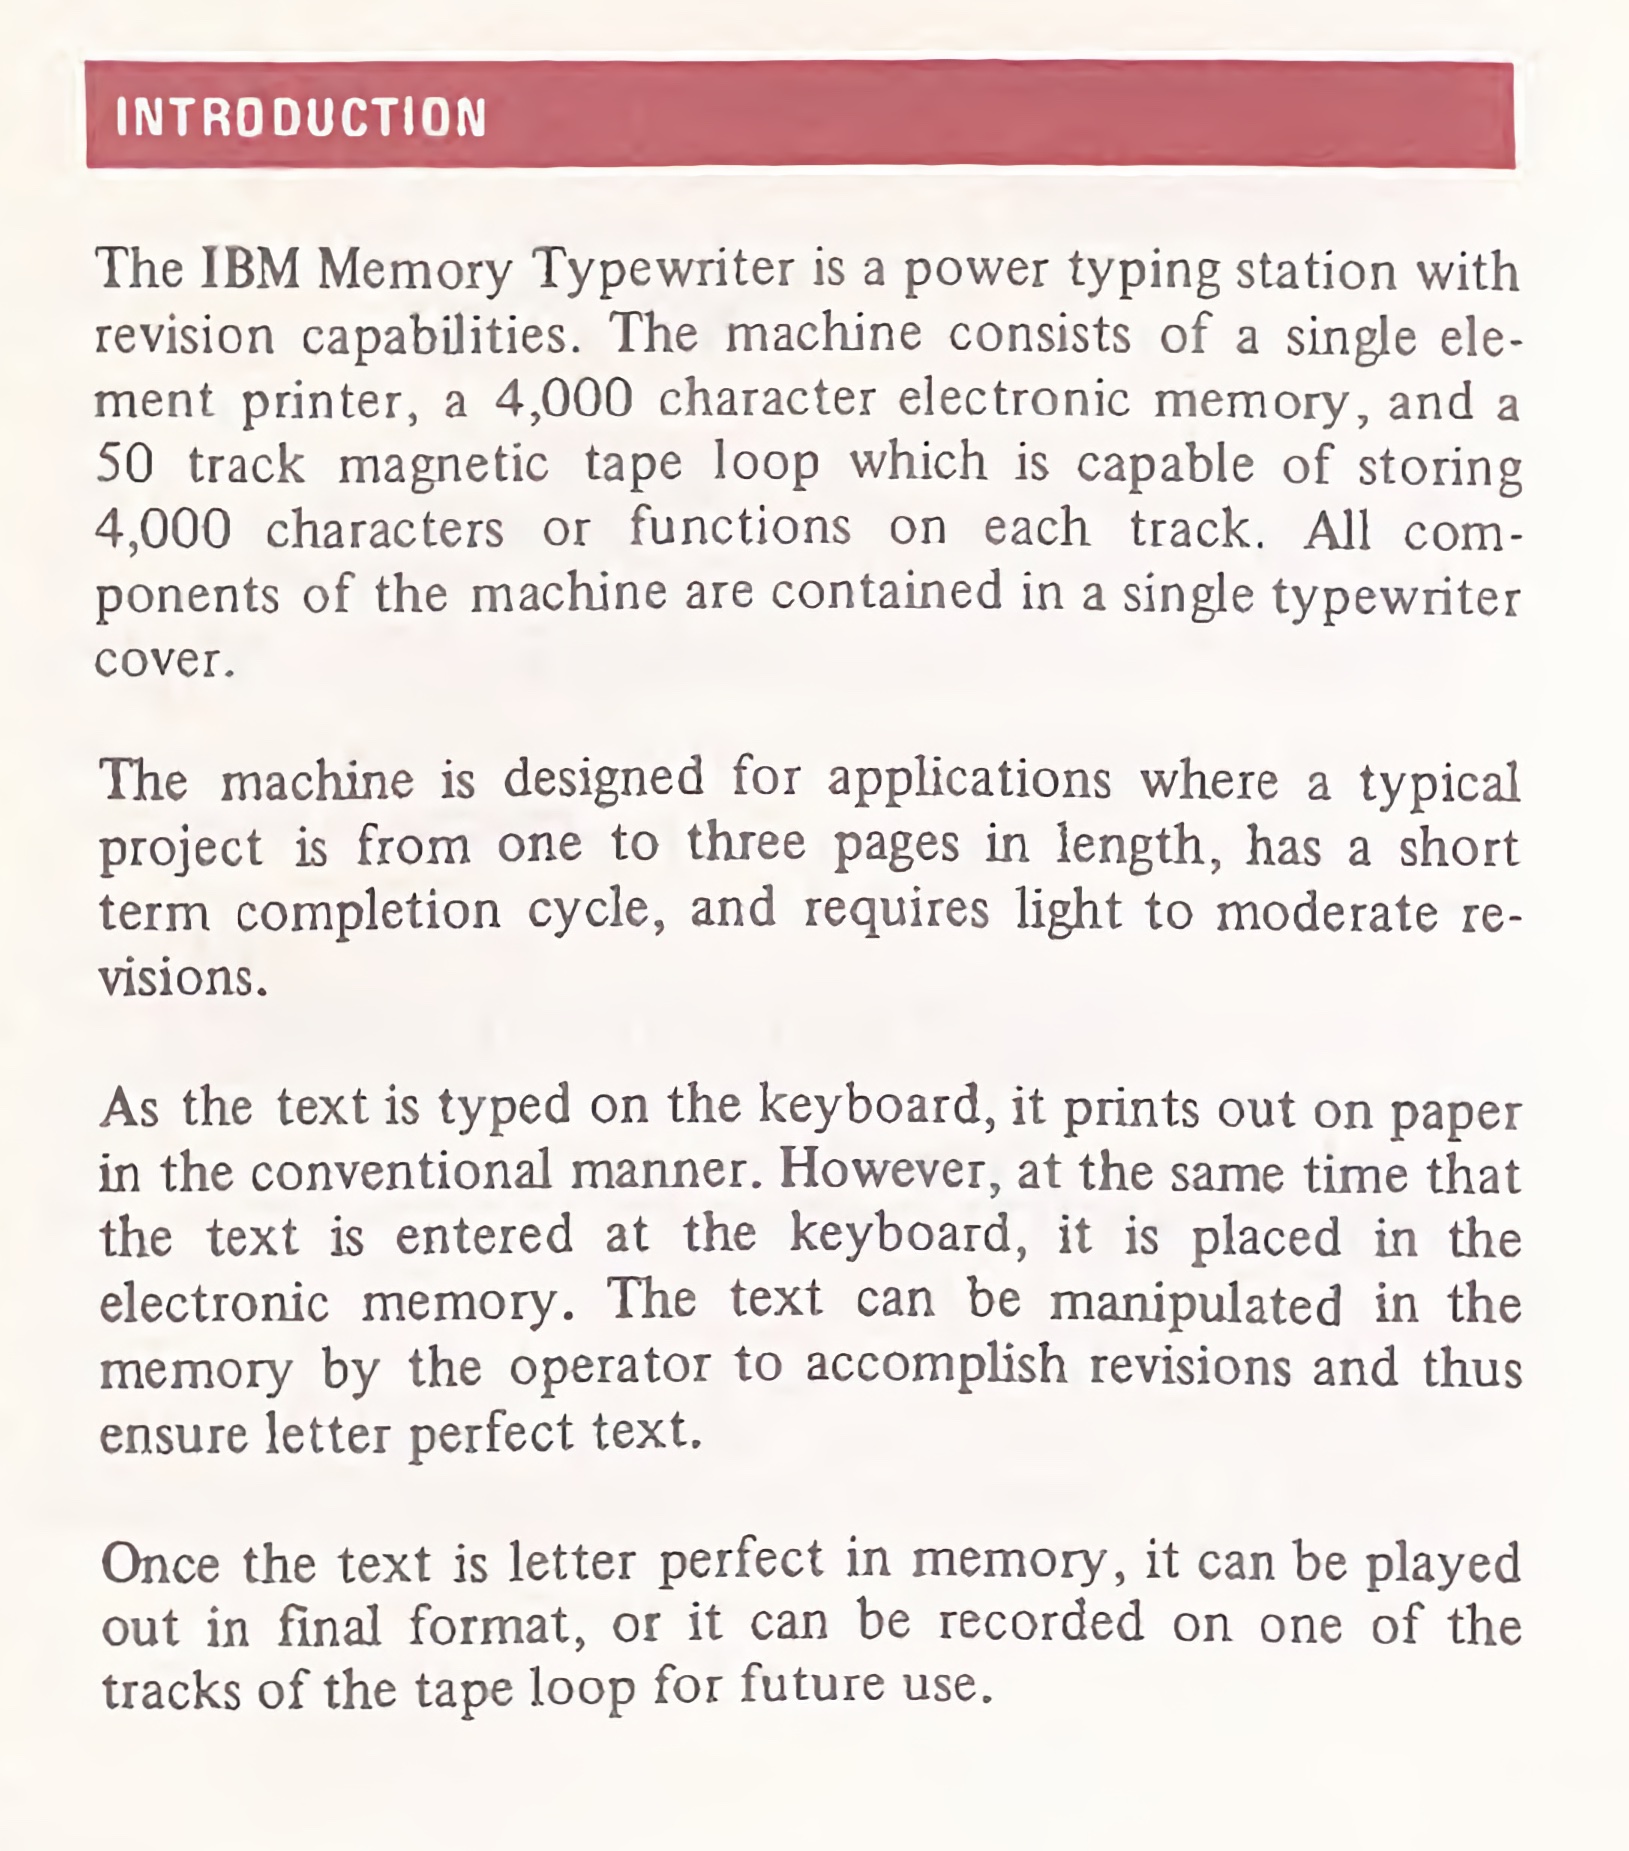 INTRODUCTION
The IBM Memory Typewriter is a power typing station with
revision capabilities. The machine consists of a single ele-
ment printer, a 4,000 character electronic memory, and a
50 track magnetic tape loop which is capable of storing
4,000 characters or functions on each track. All com-
ponents of the machine are contained in a single typewriter
cover.
The machine is designed for applications where a typical
project is from one to three pages in length, has a short
term completion cycle, and requires light to moderate re-
visions.
As the text is typed on the keyboard, it prints out on paper
in the conventional manner. However, at the same time that
the text is entered at the keyboard, it is placed in the
electronic memory. The text can be manipulated in the
memory by the operator to accomplish revisions and thus
ensure letter perfect text.
Once the text is letter perfect in memory, it can be played
out in final format, or it can be recorded on one of the
tracks of the tape loop for future use.